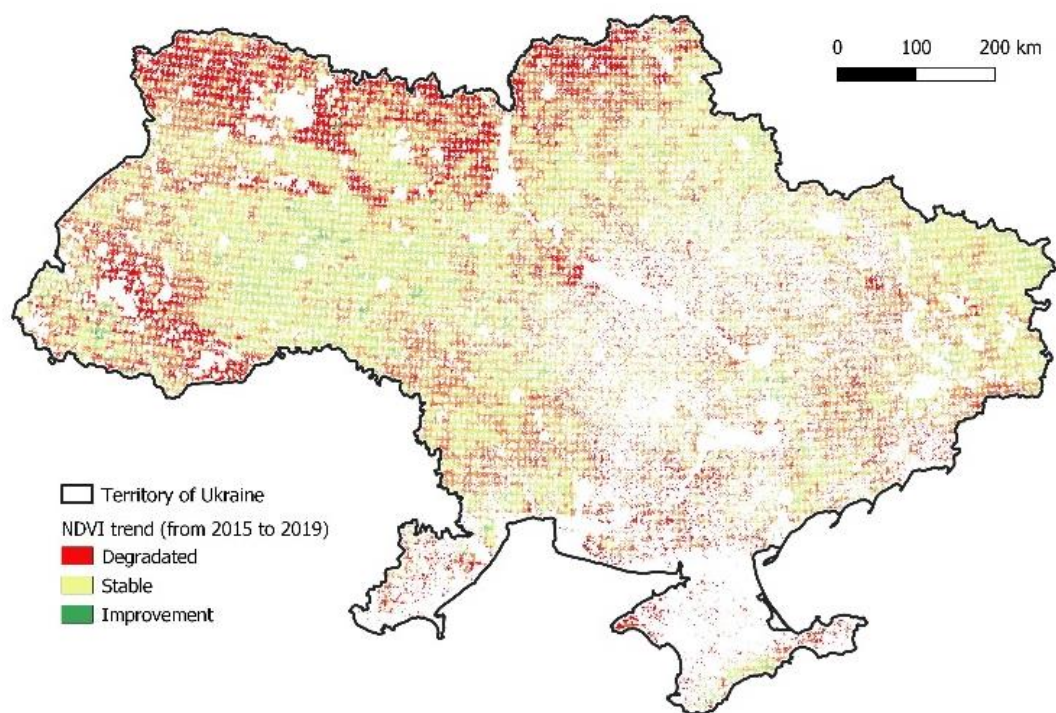 0 100 200 km
Territory of Ukraine
NDVI trend (from 2015 to 2019)
Degradated
Stable
Improvement